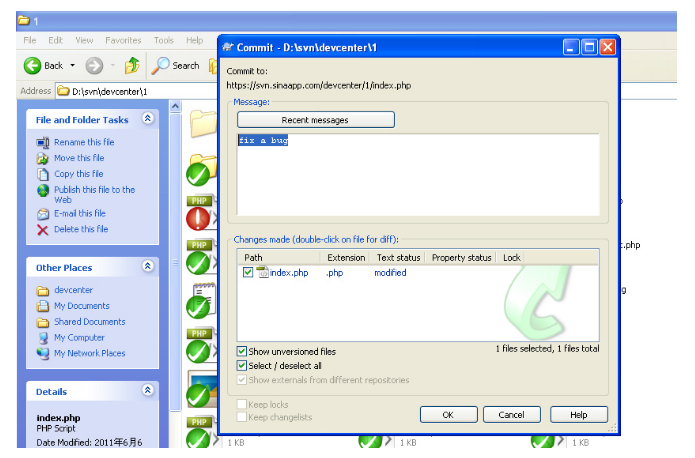 1
File Edit View Favorites Tools Help
Back Search
Address D:\svn\devcenter\1
File and Folder Tasks
Rename this file
Move this file
Copy this file
Publish this file to the
Web
E-mail this file
Delete this file
Other Places
devcenter
My Documents
Shared Documents
My Computer
My Network Places
Details
index.php
PHP Script
Date Modified: 2011年6月6
PHP
PHP
PHP
PHP
.php
1 KB
1 KB
1 KB
Commit - D:\svn\devcenter\1
Commit to:
https://svn.sinaapp.com/devcenter/1/index.php
Message:
Recent messages
fix a bug
Changes made (double-click on file for diff):
Path Extension Text status Property status Lock
index.php .php modified
Show unversioned files
1 files selected, 1 files total
Select / deselect all
Show externals from different repositories
Keep locks
Keep changelists
OK Cancel Help